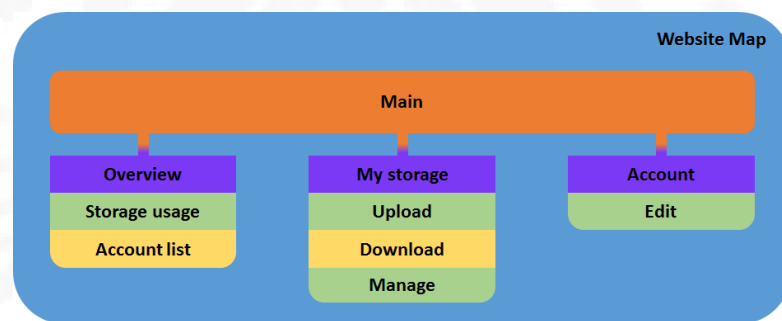 Website Map
Main
Overview
Storage usage
Account list
My storage
Upload
Download
Manage
Account
Edit